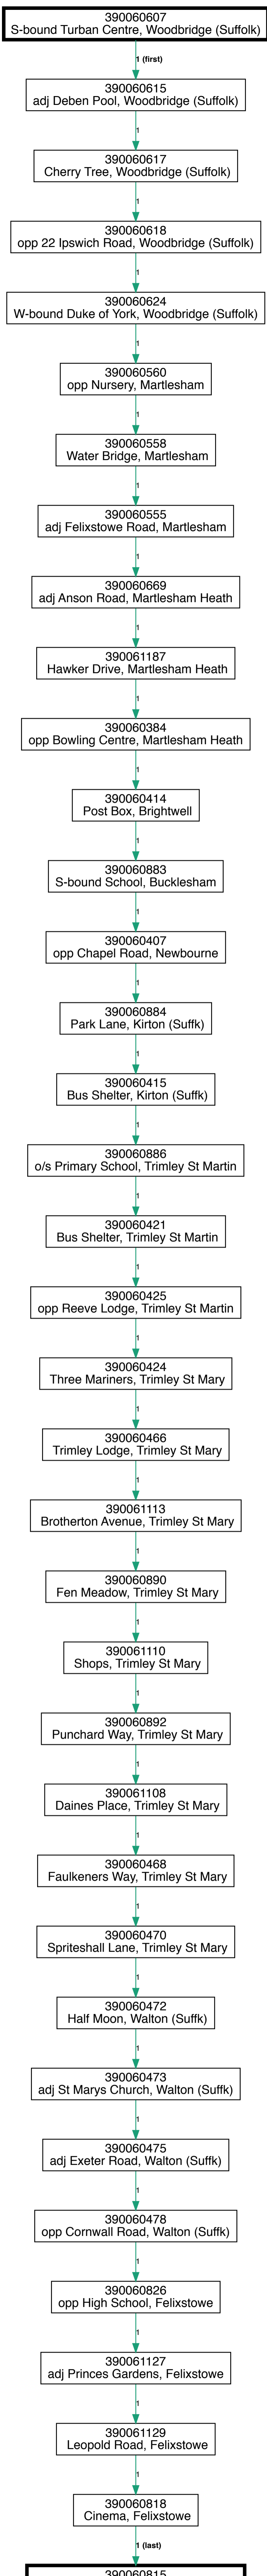 390060607
S-bound Turban Centre, Woodbridge (Suffolk)
1 (first)
390060615
adj Deben Pool, Woodbridge (Suffolk)
1
390060617
Cherry Tree, Woodbridge (Suffolk)
1
390060618
opp 22 Ipswich Road, Woodbridge (Suffolk)
1
390060624
W-bound Duke of York, Woodbridge (Suffolk)
1
390060560
opp Nursery, Martlesham
1
390060558
Water Bridge, Martlesham
1
390060555
adj Felixstowe Road, Martlesham
1
390060669
adj Anson Road, Martlesham Heath
1
390061187
Hawker Drive, Martlesham Heath
1
390060384
opp Bowling Centre, Martlesham Heath
1
390060414
Post Box, Brightwell
1
390060883
S-bound School, Bucklesham
1
390060407
opp Chapel Road, Newbourne
1
390060884
Park Lane, Kirton (Suffk)
1
390060415
Bus Shelter, Kirton (Suffk)
1
390060886
o/s Primary School, Trimley St Martin
1
390060421
Bus Shelter, Trimley St Martin
1
390060425
opp Reeve Lodge, Trimley St Martin
1
390060424
Three Mariners, Trimley St Mary
1
390060466
Trimley Lodge, Trimley St Mary
1
390061113
Brotherton Avenue, Trimley St Mary
1
390060890
Fen Meadow, Trimley St Mary
1
390061110
Shops, Trimley St Mary
1
390060892
Punchard Way, Trimley St Mary
1
390061108
Daines Place, Trimley St Mary
1
390060468
Faulkeners Way, Trimley St Mary
1
390060470
Spriteshall Lane, Trimley St Mary
1
390060472
Half Moon, Walton (Suffk)
1
390060473
adj St Marys Church, Walton (Suffk)
1
390060475
adj Exeter Road, Walton (Suffk)
1
390060478
opp Cornwall Road, Walton (Suffk)
1
390060826
opp High School, Felixstowe
1
390061127
adj Princes Gardens, Felixstowe
1
390061129
Leopold Road, Felixstowe
1
390060818
Cinema, Felixstowe
1 (last)
390060815